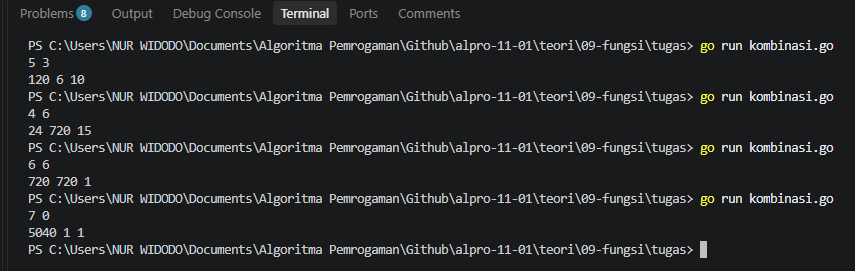 Problems 8 Output Debug Console Terminal Ports Comments
PS C:\Users\NUR WIDODO\Documents\Algoritma Pemrogaman\Github\alpro-11-01\teori\09-fungsi\tugas> go run kombinasi.go
5 3
120 6 10
PS C:\Users\NUR WIDODO\Documents\Algoritma Pemrogaman\Github\alpro-11-01\teori\09-fungsi\tugas> go run kombinasi.go
4 6
24 720 15
PS C:\Users\NUR WIDODO\Documents\Algoritma Pemrogaman\Github\alpro-11-01\teori\09-fungsi\tugas> go run kombinasi.go
6 6
720 720 1
PS C:\Users\NUR WIDODO\Documents\Algoritma Pemrogaman\Github\alpro-11-01\teori\09-fungsi\tugas> go run kombinasi.go
7 0
5040 1 1
PS C:\Users\NUR WIDODO\Documents\Algoritma Pemrogaman\Github\alpro-11-01\teori\09-fungsi\tugas>